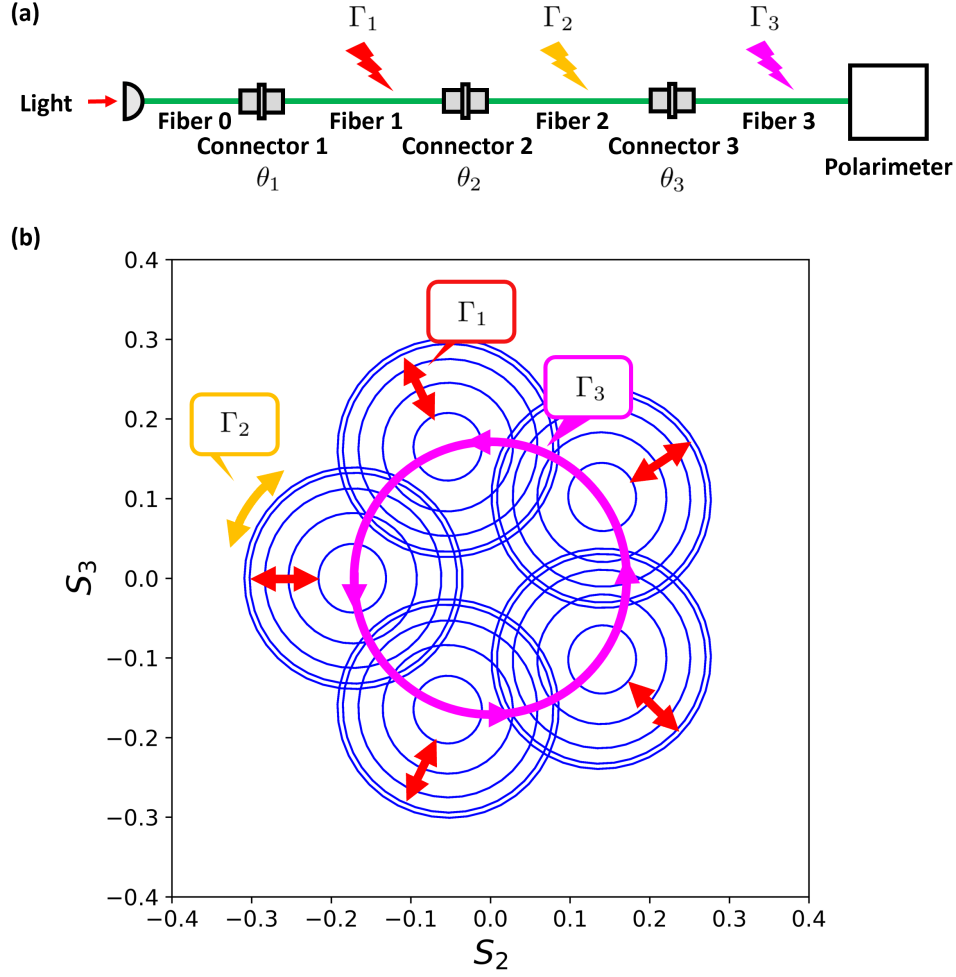 (a)
Γ₁ Γ₂ Γ₃
Light
Fiber 0 Fiber 1 Fiber 2 Fiber 3
Connector 1 Connector 2 Connector 3
Polarimeter
θ₁ θ₂ θ₃
(b)
0.4
0.3
0.2
0.1
0.0
−0.1
−0.2
−0.3
−0.4
S₃
Γ₁
Γ₃
Γ₂
−0.4 −0.3 −0.2 −0.1 0.0 0.1 0.2 0.3 0.4
S₂